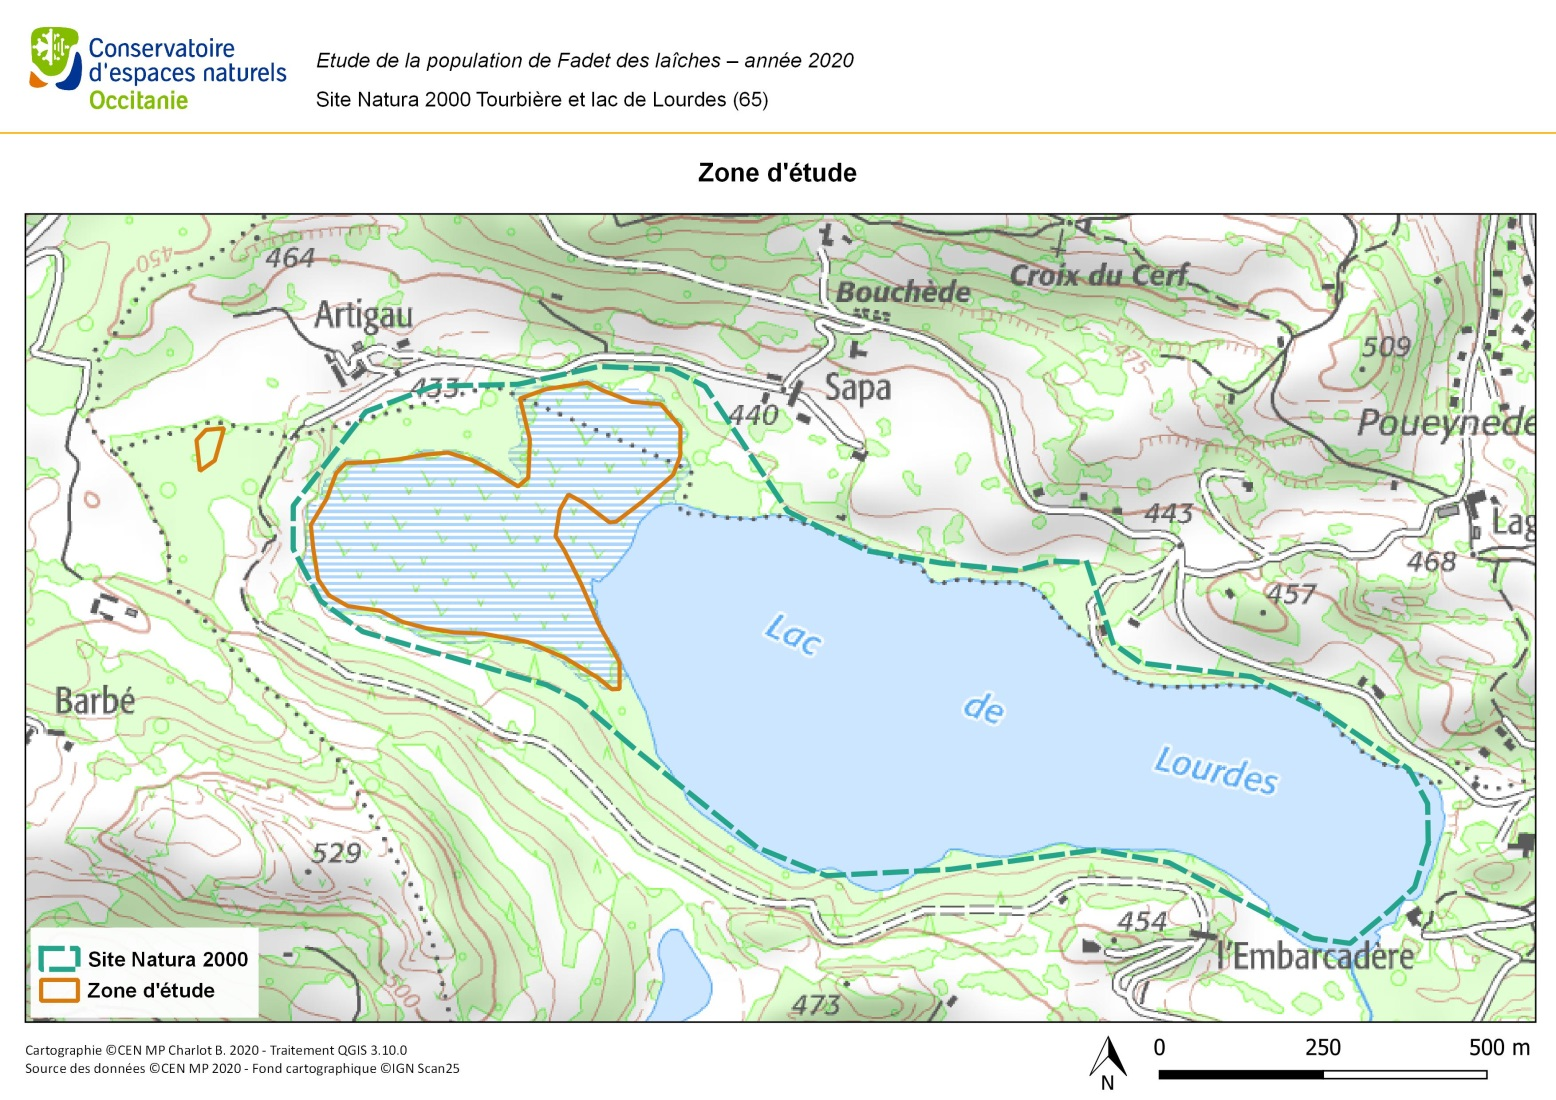 Conservatoire
d'espaces naturels
Occitanie
Etude de la population de Fadet des laîches – année 2020
Site Natura 2000 Tourbière et lac de Lourdes (65)
Zone d'étude
450
464
Artigau
433
Bouchède
Croix du Cerf
475
509
Sapa
440
Poueynede
443
Lag
468
457
Lac
de
Lourdes
Barbé
529
500
454
l'Embarcadère
473
Site Natura 2000
Zone d'étude
Cartographie ©CEN MP Charlot B. 2020 - Traitement QGIS 3.10.0
Source des données ©CEN MP 2020 - Fond cartographique ©IGN Scan25
N
0 250 500 m